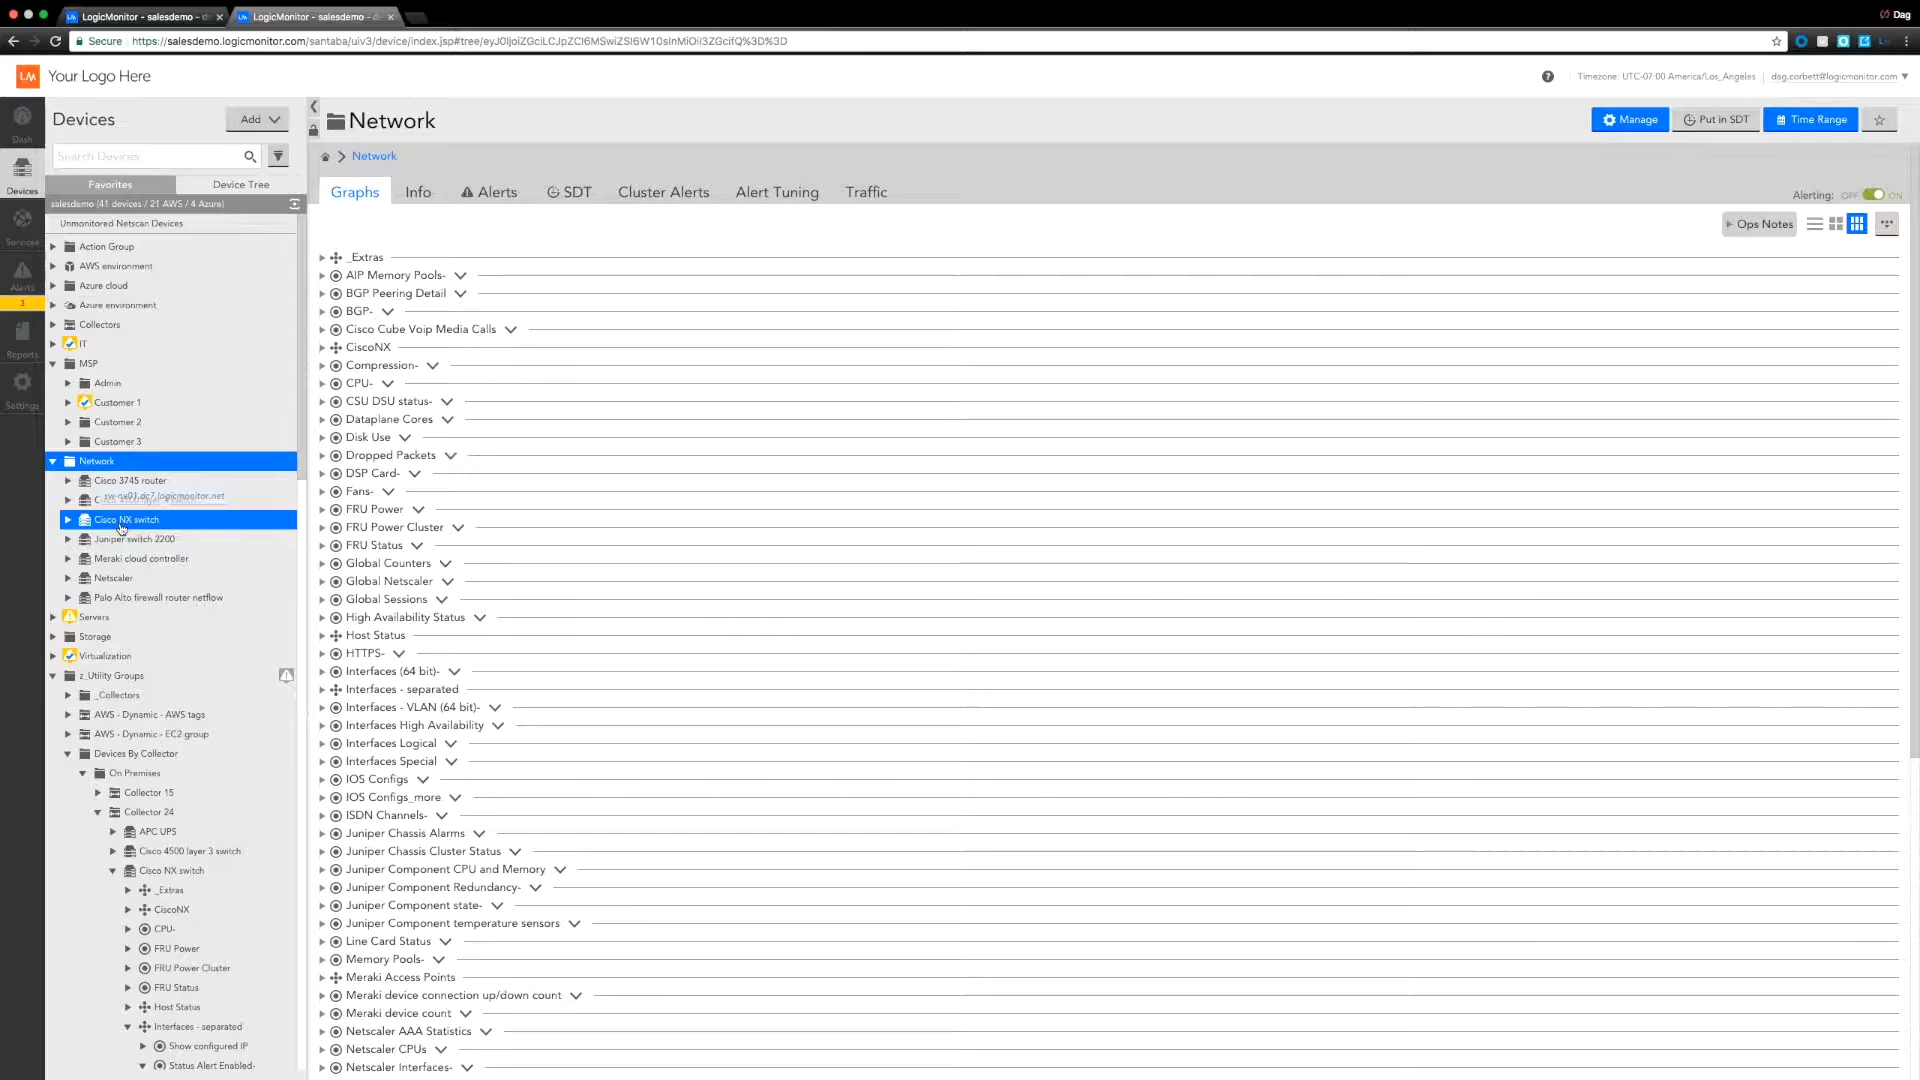 LogicMonitor - salesdemo - d
LogicMonitor - salesdemo - d
Dag
Secure
https://salesdemo.logicmonitor.com/santaba/uiv3/device/index.jsp#tree/eyJ0IjoiZGciLCJpZCI6MSwiZSI6W10sInMiOiI3ZGcifQ%3D%3D
LM Your Logo Here
Timezone: UTC-07:00 America/Los_Angeles
dag.corbett@logicmonitor.com
Dash
Devices
Services
Alerts
3
Reports
Settings
Devices
Add
Search Devices
Favorites
Device Tree
salesdemo (41 devices / 21 AWS / 4 Azure)
Unmonitored Netscan Devices
Action Group
AWS environment
Azure cloud
Azure environment
Collectors
IT
MSP
Admin
Customer 1
Customer 2
Customer 3
Network
Cisco 3745 router
sw-nx01.dc7.logicmonitor.net
Cisco NX switch
Juniper switch 2200
Meraki cloud controller
Netscaler
Palo Alto firewall router netflow
Servers
Storage
Virtualization
z_Utility Groups
_Collectors
AWS - Dynamic - AWS tags
AWS - Dynamic - EC2 group
Devices By Collector
On Premises
Collector 15
Collector 24
APC UPS
Cisco 4500 layer 3 switch
Cisco NX switch
_Extras
CiscoNX
CPU-
FRU Power
FRU Power Cluster
FRU Status
Host Status
Interfaces - separated
Show configured IP
Status Alert Enabled-
Network
Manage
Put in SDT
Time Range
Network
Graphs
Info
Alerts
SDT
Cluster Alerts
Alert Tuning
Traffic
Alerting: OFF ON
Ops Notes
_Extras
AIP Memory Pools-
BGP Peering Detail
BGP-
Cisco Cube Voip Media Calls
CiscoNX
Compression-
CPU-
CSU DSU status-
Dataplane Cores
Disk Use
Dropped Packets
DSP Card-
Fans-
FRU Power
FRU Power Cluster
FRU Status
Global Counters
Global Netscaler
Global Sessions
High Availability Status
Host Status
HTTPS-
Interfaces (64 bit)-
Interfaces - separated
Interfaces - VLAN (64 bit)-
Interfaces High Availability
Interfaces Logical
Interfaces Special
IOS Configs
IOS Configs_more
ISDN Channels-
Juniper Chassis Alarms
Juniper Chassis Cluster Status
Juniper Component CPU and Memory
Juniper Component Redundancy-
Juniper Component state-
Juniper Component temperature sensors
Line Card Status
Memory Pools-
Meraki Access Points
Meraki device connection up/down count
Meraki device count
Netscaler AAA Statistics
Netscaler CPUs
Netscaler Interfaces-